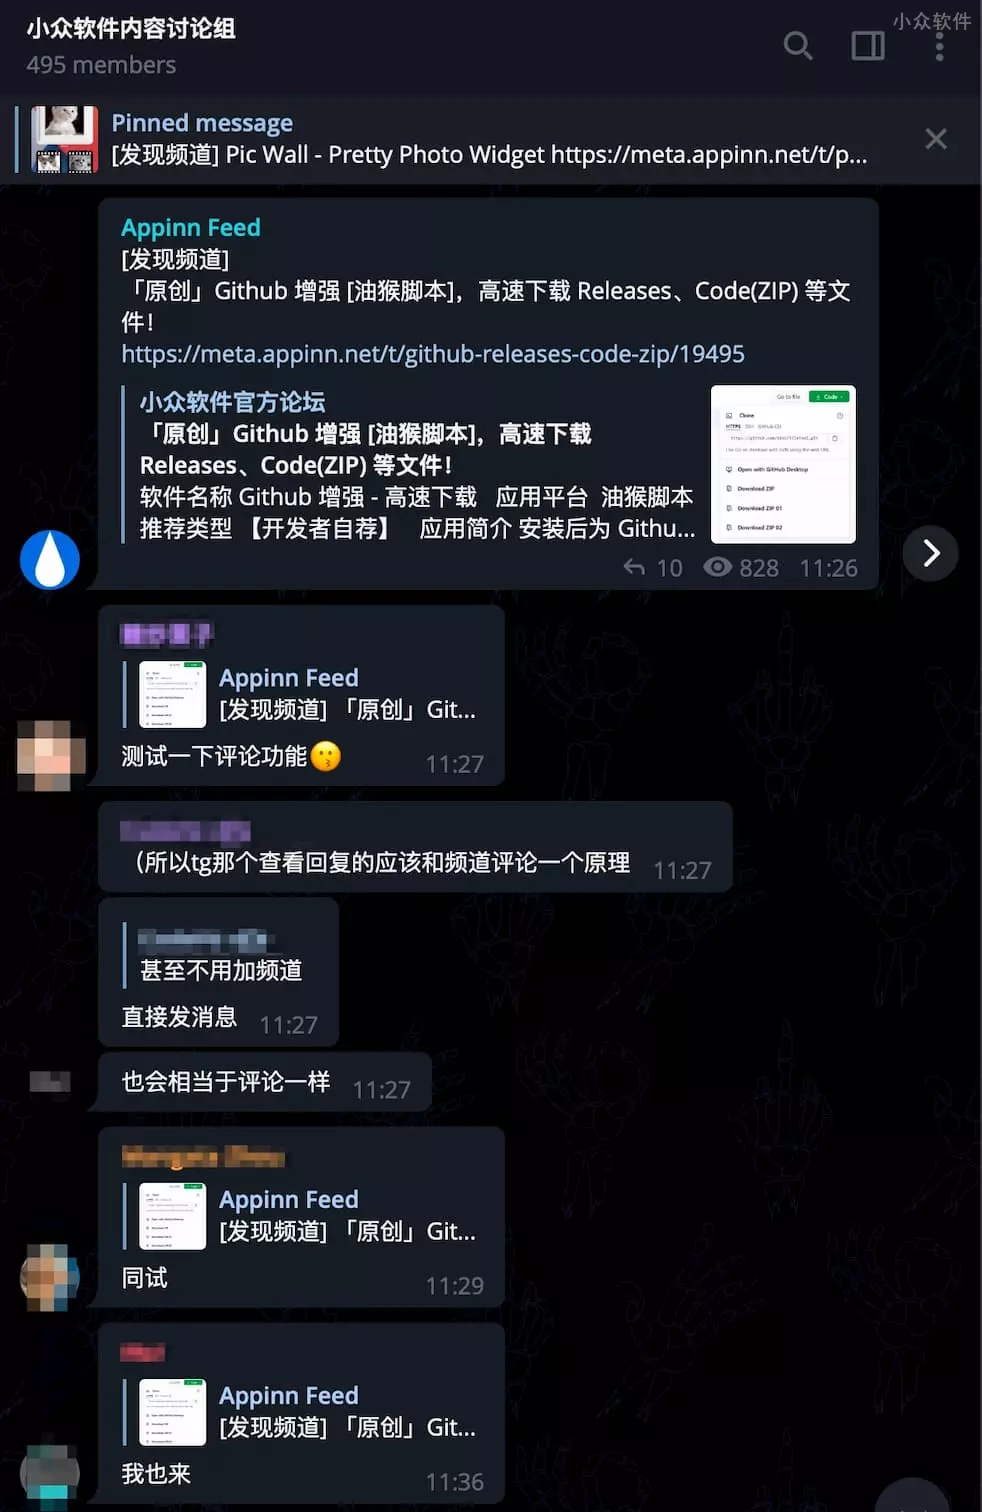 小众软件内容讨论组
小众软件
495 members
Pinned message
[发现频道] Pic Wall - Pretty Photo Widget https://meta.appinn.net/t/p...
Appinn Feed
[发现频道]
「原创」Github 增强 [油猴脚本]，高速下载 Releases、Code(ZIP) 等文
件！
https://meta.appinn.net/t/github-releases-code-zip/19495
小众软件官方论坛
「原创」Github 增强 [油猴脚本]，高速下载
Releases、Code(ZIP) 等文件！
软件名称 Github 增强 - 高速下载 应用平台 油猴脚本
推荐类型 【开发者自荐】 应用简介 安装后为 Githu...
Go to file Code
Clone
HTTPS SSH GitHub CLI
Open with GitHub Desktop
Download ZIP
Download ZIP 01
Download ZIP 02
10 828 11:26
Appinn Feed
[发现频道] 「原创」Git...
测试一下评论功能😗 11:27
（所以tg那个查看回复的应该和频道评论一个原理 11:27
甚至不用加频道
直接发消息 11:27
也会相当于评论一样 11:27
Appinn Feed
[发现频道] 「原创」Git...
同试 11:29
Appinn Feed
[发现频道] 「原创」Git...
我也来 11:36